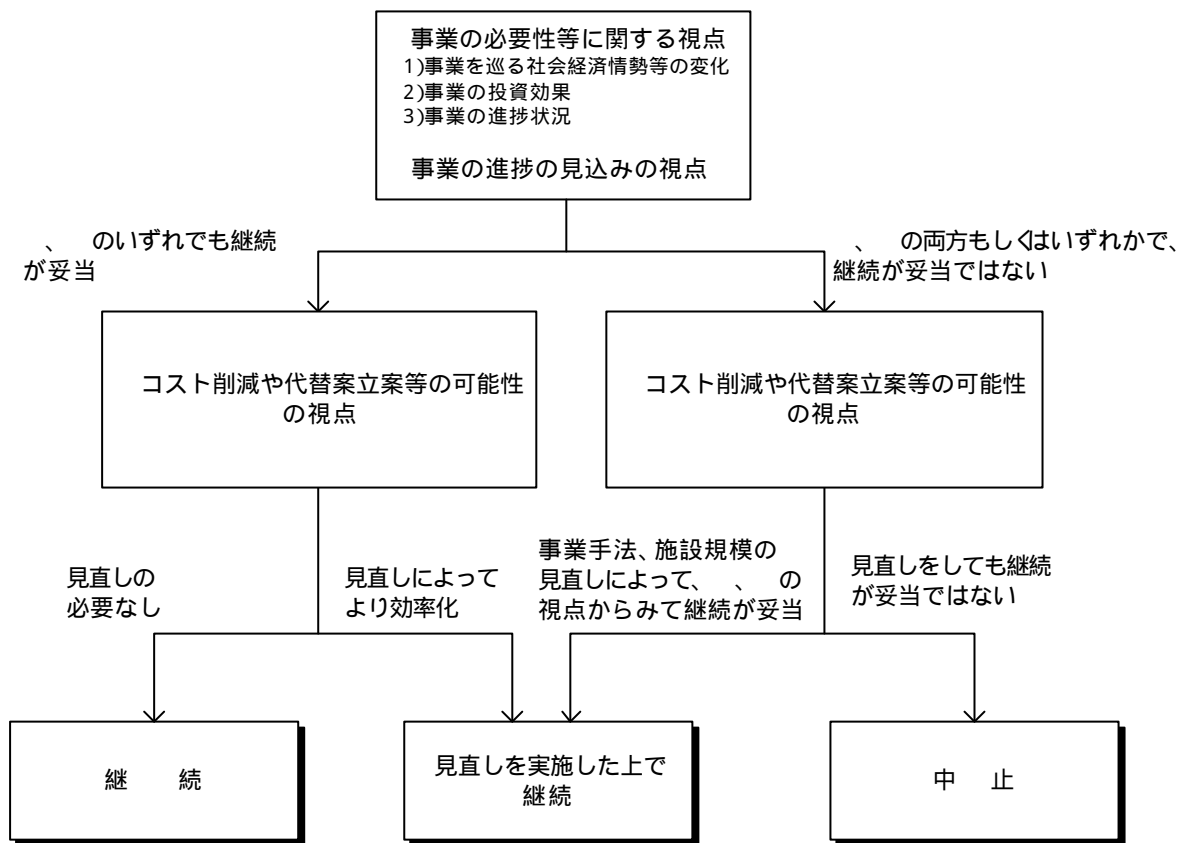 事業の必要性等に関する視点
1)事業を巡る社会経済情勢等の変化
2)事業の投資効果
3)事業の進捗状況
事業の進捗の見込みの視点
、　のいずれでも継続
が妥当
、　の両方もしくはいずれかで、
継続が妥当ではない
コスト削減や代替案立案等の可能性
の視点
コスト削減や代替案立案等の可能性
の視点
見直しの
必要なし
見直しによって
より効率化
事業手法、施設規模の
見直しによって、　、　の
視点からみて継続が妥当
見直しをしても継続
が妥当ではない
継　　続
見直しを実施した上で
継続
中　止